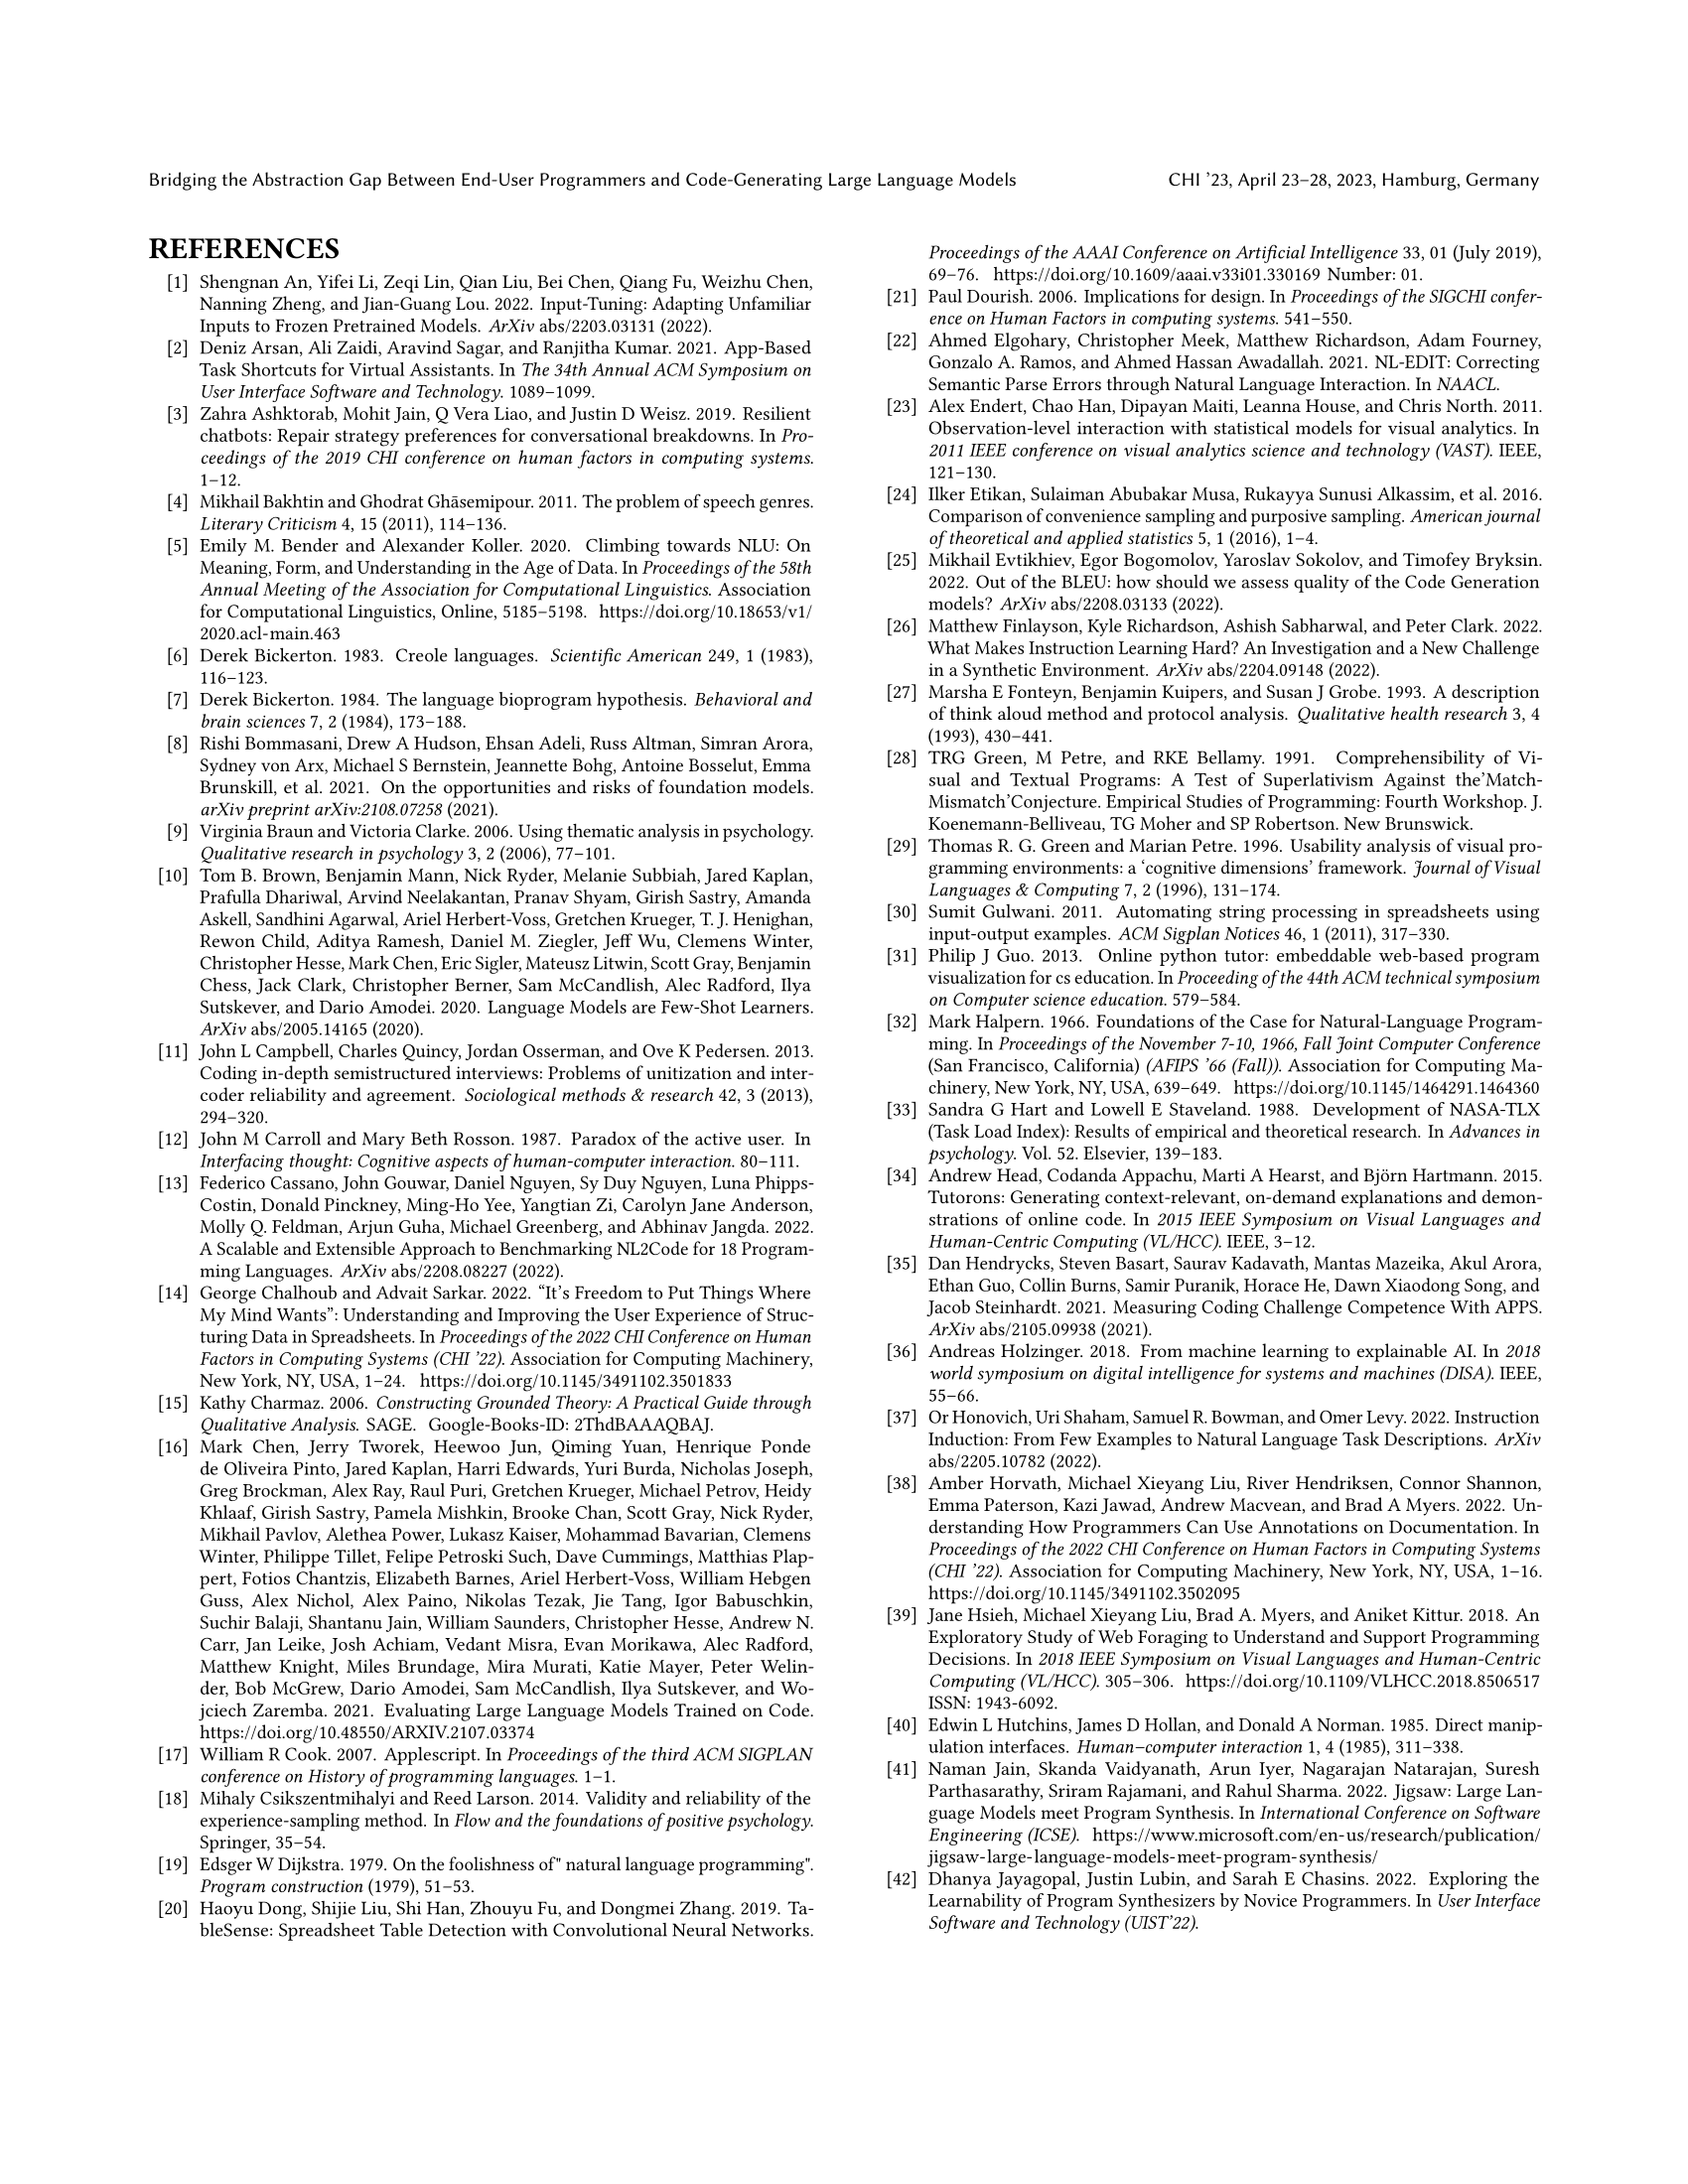 Bridging the Abstraction Gap Between End-User Programmers and Code-Generating Large Language Models
CHI ’23, April 23–28, 2023, Hamburg, Germany
REFERENCES
[1] Shengnan An, Yifei Li, Zeqi Lin, Qian Liu, Bei Chen, Qiang Fu, Weizhu Chen,
Nanning Zheng, and Jian-Guang Lou. 2022. Input-Tuning: Adapting Unfamiliar
Inputs to Frozen Pretrained Models. ArXiv abs/2203.03131 (2022).
[2] Deniz Arsan, Ali Zaidi, Aravind Sagar, and Ranjitha Kumar. 2021. App-Based
Task Shortcuts for Virtual Assistants. In The 34th Annual ACM Symposium on
User Interface Software and Technology. 1089–1099.
[3] Zahra Ashktorab, Mohit Jain, Q Vera Liao, and Justin D Weisz. 2019. Resilient
chatbots: Repair strategy preferences for conversational breakdowns. In Pro-
ceedings of the 2019 CHI conference on human factors in computing systems.
1–12.
[4] Mikhail Bakhtin and Ghodrat Ghāsemipour. 2011. The problem of speech genres.
Literary Criticism 4, 15 (2011), 114–136.
[5] Emily M. Bender and Alexander Koller. 2020. Climbing towards NLU: On
Meaning, Form, and Understanding in the Age of Data. In Proceedings of the 58th
Annual Meeting of the Association for Computational Linguistics. Association
for Computational Linguistics, Online, 5185–5198. https://doi.org/10.18653/v1/
2020.acl-main.463
[6] Derek Bickerton. 1983. Creole languages. Scientific American 249, 1 (1983),
116–123.
[7] Derek Bickerton. 1984. The language bioprogram hypothesis. Behavioral and
brain sciences 7, 2 (1984), 173–188.
[8] Rishi Bommasani, Drew A Hudson, Ehsan Adeli, Russ Altman, Simran Arora,
Sydney von Arx, Michael S Bernstein, Jeannette Bohg, Antoine Bosselut, Emma
Brunskill, et al. 2021. On the opportunities and risks of foundation models.
arXiv preprint arXiv:2108.07258 (2021).
[9] Virginia Braun and Victoria Clarke. 2006. Using thematic analysis in psychology.
Qualitative research in psychology 3, 2 (2006), 77–101.
[10] Tom B. Brown, Benjamin Mann, Nick Ryder, Melanie Subbiah, Jared Kaplan,
Prafulla Dhariwal, Arvind Neelakantan, Pranav Shyam, Girish Sastry, Amanda
Askell, Sandhini Agarwal, Ariel Herbert-Voss, Gretchen Krueger, T. J. Henighan,
Rewon Child, Aditya Ramesh, Daniel M. Ziegler, Jeff Wu, Clemens Winter,
Christopher Hesse, Mark Chen, Eric Sigler, Mateusz Litwin, Scott Gray, Benjamin
Chess, Jack Clark, Christopher Berner, Sam McCandlish, Alec Radford, Ilya
Sutskever, and Dario Amodei. 2020. Language Models are Few-Shot Learners.
ArXiv abs/2005.14165 (2020).
[11] John L Campbell, Charles Quincy, Jordan Osserman, and Ove K Pedersen. 2013.
Coding in-depth semistructured interviews: Problems of unitization and inter-
coder reliability and agreement. Sociological methods & research 42, 3 (2013),
294–320.
[12] John M Carroll and Mary Beth Rosson. 1987. Paradox of the active user. In
Interfacing thought: Cognitive aspects of human-computer interaction. 80–111.
[13] Federico Cassano, John Gouwar, Daniel Nguyen, Sy Duy Nguyen, Luna Phipps-
Costin, Donald Pinckney, Ming-Ho Yee, Yangtian Zi, Carolyn Jane Anderson,
Molly Q. Feldman, Arjun Guha, Michael Greenberg, and Abhinav Jangda. 2022.
A Scalable and Extensible Approach to Benchmarking NL2Code for 18 Program-
ming Languages. ArXiv abs/2208.08227 (2022).
[14] George Chalhoub and Advait Sarkar. 2022. “It’s Freedom to Put Things Where
My Mind Wants”: Understanding and Improving the User Experience of Struc-
turing Data in Spreadsheets. In Proceedings of the 2022 CHI Conference on Human
Factors in Computing Systems (CHI ’22). Association for Computing Machinery,
New York, NY, USA, 1–24. https://doi.org/10.1145/3491102.3501833
[15] Kathy Charmaz. 2006. Constructing Grounded Theory: A Practical Guide through
Qualitative Analysis. SAGE. Google-Books-ID: 2ThdBAAAQBAJ.
[16] Mark Chen, Jerry Tworek, Heewoo Jun, Qiming Yuan, Henrique Ponde
de Oliveira Pinto, Jared Kaplan, Harri Edwards, Yuri Burda, Nicholas Joseph,
Greg Brockman, Alex Ray, Raul Puri, Gretchen Krueger, Michael Petrov, Heidy
Khlaaf, Girish Sastry, Pamela Mishkin, Brooke Chan, Scott Gray, Nick Ryder,
Mikhail Pavlov, Alethea Power, Lukasz Kaiser, Mohammad Bavarian, Clemens
Winter, Philippe Tillet, Felipe Petroski Such, Dave Cummings, Matthias Plap-
pert, Fotios Chantzis, Elizabeth Barnes, Ariel Herbert-Voss, William Hebgen
Guss, Alex Nichol, Alex Paino, Nikolas Tezak, Jie Tang, Igor Babuschkin,
Suchir Balaji, Shantanu Jain, William Saunders, Christopher Hesse, Andrew N.
Carr, Jan Leike, Josh Achiam, Vedant Misra, Evan Morikawa, Alec Radford,
Matthew Knight, Miles Brundage, Mira Murati, Katie Mayer, Peter Welin-
der, Bob McGrew, Dario Amodei, Sam McCandlish, Ilya Sutskever, and Wo-
jciech Zaremba. 2021. Evaluating Large Language Models Trained on Code.
https://doi.org/10.48550/ARXIV.2107.03374
[17] William R Cook. 2007. Applescript. In Proceedings of the third ACM SIGPLAN
conference on History of programming languages. 1–1.
[18] Mihaly Csikszentmihalyi and Reed Larson. 2014. Validity and reliability of the
experience-sampling method. In Flow and the foundations of positive psychology.
Springer, 35–54.
[19] Edsger W Dijkstra. 1979. On the foolishness of" natural language programming".
Program construction (1979), 51–53.
[20] Haoyu Dong, Shijie Liu, Shi Han, Zhouyu Fu, and Dongmei Zhang. 2019. Ta-
bleSense: Spreadsheet Table Detection with Convolutional Neural Networks.
Proceedings of the AAAI Conference on Artificial Intelligence 33, 01 (July 2019),
69–76. https://doi.org/10.1609/aaai.v33i01.330169 Number: 01.
[21] Paul Dourish. 2006. Implications for design. In Proceedings of the SIGCHI confer-
ence on Human Factors in computing systems. 541–550.
[22] Ahmed Elgohary, Christopher Meek, Matthew Richardson, Adam Fourney,
Gonzalo A. Ramos, and Ahmed Hassan Awadallah. 2021. NL-EDIT: Correcting
Semantic Parse Errors through Natural Language Interaction. In NAACL.
[23] Alex Endert, Chao Han, Dipayan Maiti, Leanna House, and Chris North. 2011.
Observation-level interaction with statistical models for visual analytics. In
2011 IEEE conference on visual analytics science and technology (VAST). IEEE,
121–130.
[24] Ilker Etikan, Sulaiman Abubakar Musa, Rukayya Sunusi Alkassim, et al. 2016.
Comparison of convenience sampling and purposive sampling. American journal
of theoretical and applied statistics 5, 1 (2016), 1–4.
[25] Mikhail Evtikhiev, Egor Bogomolov, Yaroslav Sokolov, and Timofey Bryksin.
2022. Out of the BLEU: how should we assess quality of the Code Generation
models? ArXiv abs/2208.03133 (2022).
[26] Matthew Finlayson, Kyle Richardson, Ashish Sabharwal, and Peter Clark. 2022.
What Makes Instruction Learning Hard? An Investigation and a New Challenge
in a Synthetic Environment. ArXiv abs/2204.09148 (2022).
[27] Marsha E Fonteyn, Benjamin Kuipers, and Susan J Grobe. 1993. A description
of think aloud method and protocol analysis. Qualitative health research 3, 4
(1993), 430–441.
[28] TRG Green, M Petre, and RKE Bellamy. 1991. Comprehensibility of Vi-
sual and Textual Programs: A Test of Superlativism Against the’Match-
Mismatch’Conjecture. Empirical Studies of Programming: Fourth Workshop. J.
Koenemann-Belliveau, TG Moher and SP Robertson. New Brunswick.
[29] Thomas R. G. Green and Marian Petre. 1996. Usability analysis of visual pro-
gramming environments: a ‘cognitive dimensions’ framework. Journal of Visual
Languages & Computing 7, 2 (1996), 131–174.
[30] Sumit Gulwani. 2011. Automating string processing in spreadsheets using
input-output examples. ACM Sigplan Notices 46, 1 (2011), 317–330.
[31] Philip J Guo. 2013. Online python tutor: embeddable web-based program
visualization for cs education. In Proceeding of the 44th ACM technical symposium
on Computer science education. 579–584.
[32] Mark Halpern. 1966. Foundations of the Case for Natural-Language Program-
ming. In Proceedings of the November 7-10, 1966, Fall Joint Computer Conference
(San Francisco, California) (AFIPS ’66 (Fall)). Association for Computing Ma-
chinery, New York, NY, USA, 639–649. https://doi.org/10.1145/1464291.1464360
[33] Sandra G Hart and Lowell E Staveland. 1988. Development of NASA-TLX
(Task Load Index): Results of empirical and theoretical research. In Advances in
psychology. Vol. 52. Elsevier, 139–183.
[34] Andrew Head, Codanda Appachu, Marti A Hearst, and Björn Hartmann. 2015.
Tutorons: Generating context-relevant, on-demand explanations and demon-
strations of online code. In 2015 IEEE Symposium on Visual Languages and
Human-Centric Computing (VL/HCC). IEEE, 3–12.
[35] Dan Hendrycks, Steven Basart, Saurav Kadavath, Mantas Mazeika, Akul Arora,
Ethan Guo, Collin Burns, Samir Puranik, Horace He, Dawn Xiaodong Song, and
Jacob Steinhardt. 2021. Measuring Coding Challenge Competence With APPS.
ArXiv abs/2105.09938 (2021).
[36] Andreas Holzinger. 2018. From machine learning to explainable AI. In 2018
world symposium on digital intelligence for systems and machines (DISA). IEEE,
55–66.
[37] Or Honovich, Uri Shaham, Samuel R. Bowman, and Omer Levy. 2022. Instruction
Induction: From Few Examples to Natural Language Task Descriptions. ArXiv
abs/2205.10782 (2022).
[38] Amber Horvath, Michael Xieyang Liu, River Hendriksen, Connor Shannon,
Emma Paterson, Kazi Jawad, Andrew Macvean, and Brad A Myers. 2022. Un-
derstanding How Programmers Can Use Annotations on Documentation. In
Proceedings of the 2022 CHI Conference on Human Factors in Computing Systems
(CHI ’22). Association for Computing Machinery, New York, NY, USA, 1–16.
https://doi.org/10.1145/3491102.3502095
[39] Jane Hsieh, Michael Xieyang Liu, Brad A. Myers, and Aniket Kittur. 2018. An
Exploratory Study of Web Foraging to Understand and Support Programming
Decisions. In 2018 IEEE Symposium on Visual Languages and Human-Centric
Computing (VL/HCC). 305–306. https://doi.org/10.1109/VLHCC.2018.8506517
ISSN: 1943-6092.
[40] Edwin L Hutchins, James D Hollan, and Donald A Norman. 1985. Direct manip-
ulation interfaces. Human–computer interaction 1, 4 (1985), 311–338.
[41] Naman Jain, Skanda Vaidyanath, Arun Iyer, Nagarajan Natarajan, Suresh
Parthasarathy, Sriram Rajamani, and Rahul Sharma. 2022. Jigsaw: Large Lan-
guage Models meet Program Synthesis. In International Conference on Software
Engineering (ICSE). https://www.microsoft.com/en-us/research/publication/
jigsaw-large-language-models-meet-program-synthesis/
[42] Dhanya Jayagopal, Justin Lubin, and Sarah E Chasins. 2022. Exploring the
Learnability of Program Synthesizers by Novice Programmers. In User Interface
Software and Technology (UIST’22).